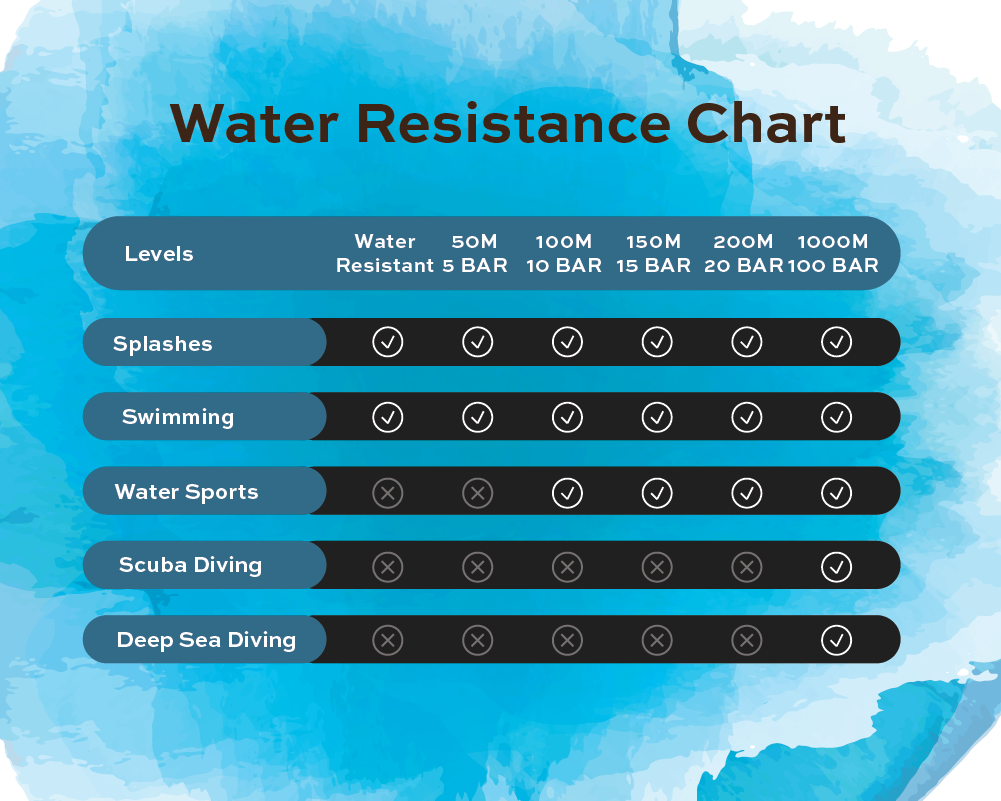 Water Resistance Chart
Levels
Water Resistant
50M 5 BAR
100M 10 BAR
150M 15 BAR
200M 20 BAR
1000M 100 BAR
Splashes
Swimming
Water Sports
Scuba Diving
Deep Sea Diving